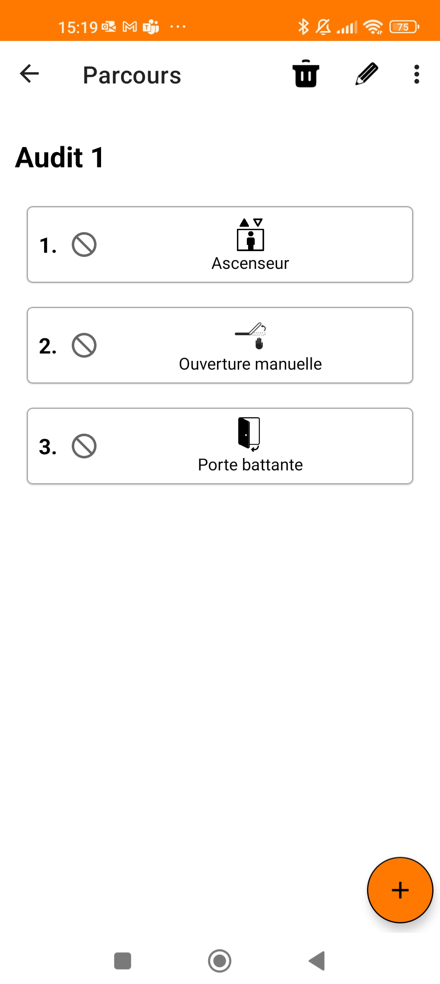 15:19
75
Parcours
Audit 1
1.
Ascenseur
2.
Ouverture manuelle
3.
Porte battante
+